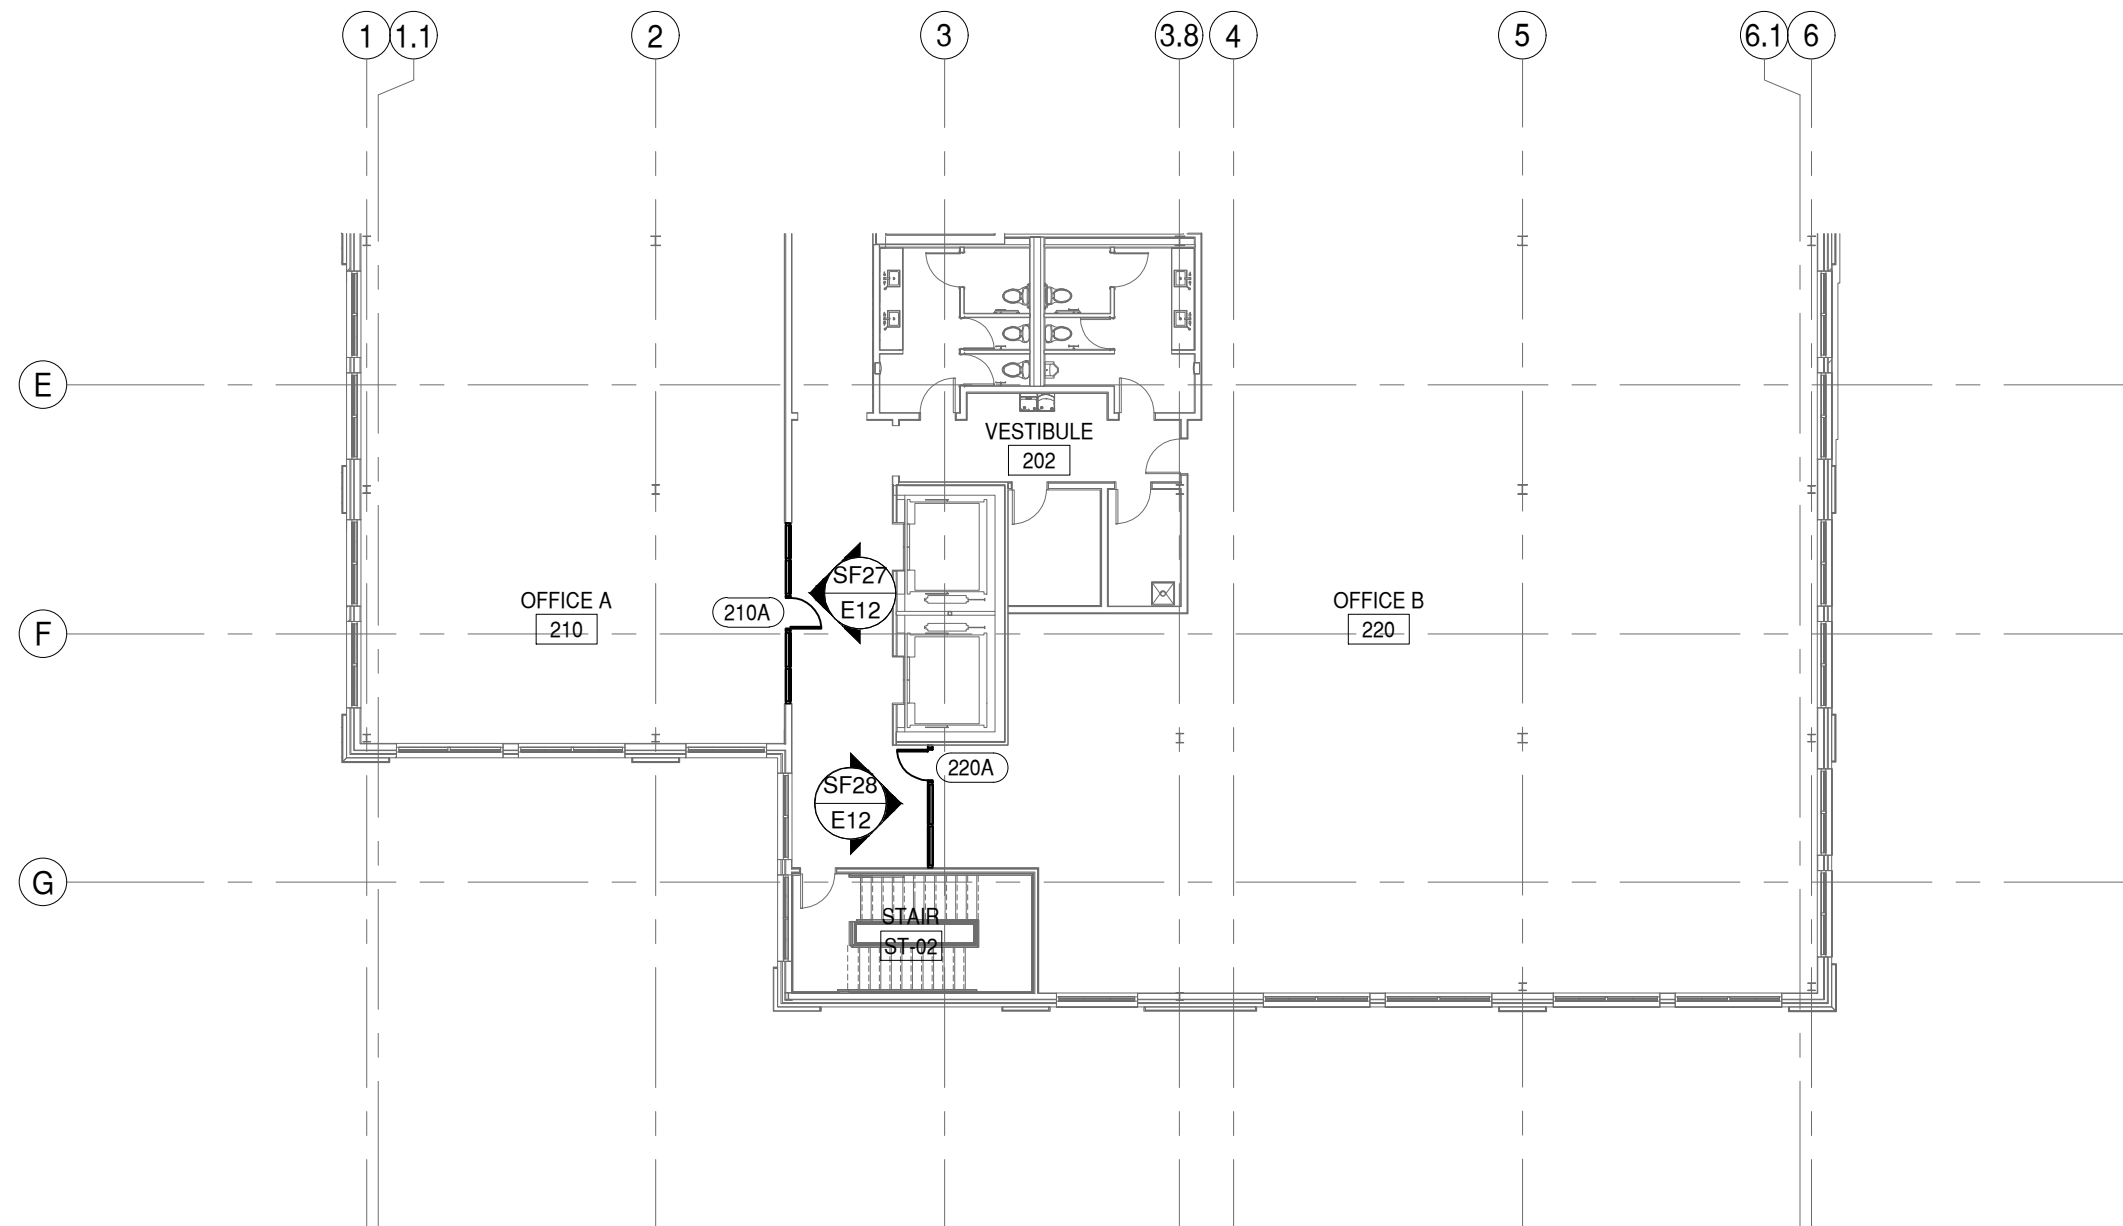 1
1.1
2
3
3.8
4
5
6.1
6
E
VESTIBULE
202
SF27
E12
OFFICE A
210
210A
OFFICE B
220
F
220A
SF28
E12
G
STAIR
ST-02